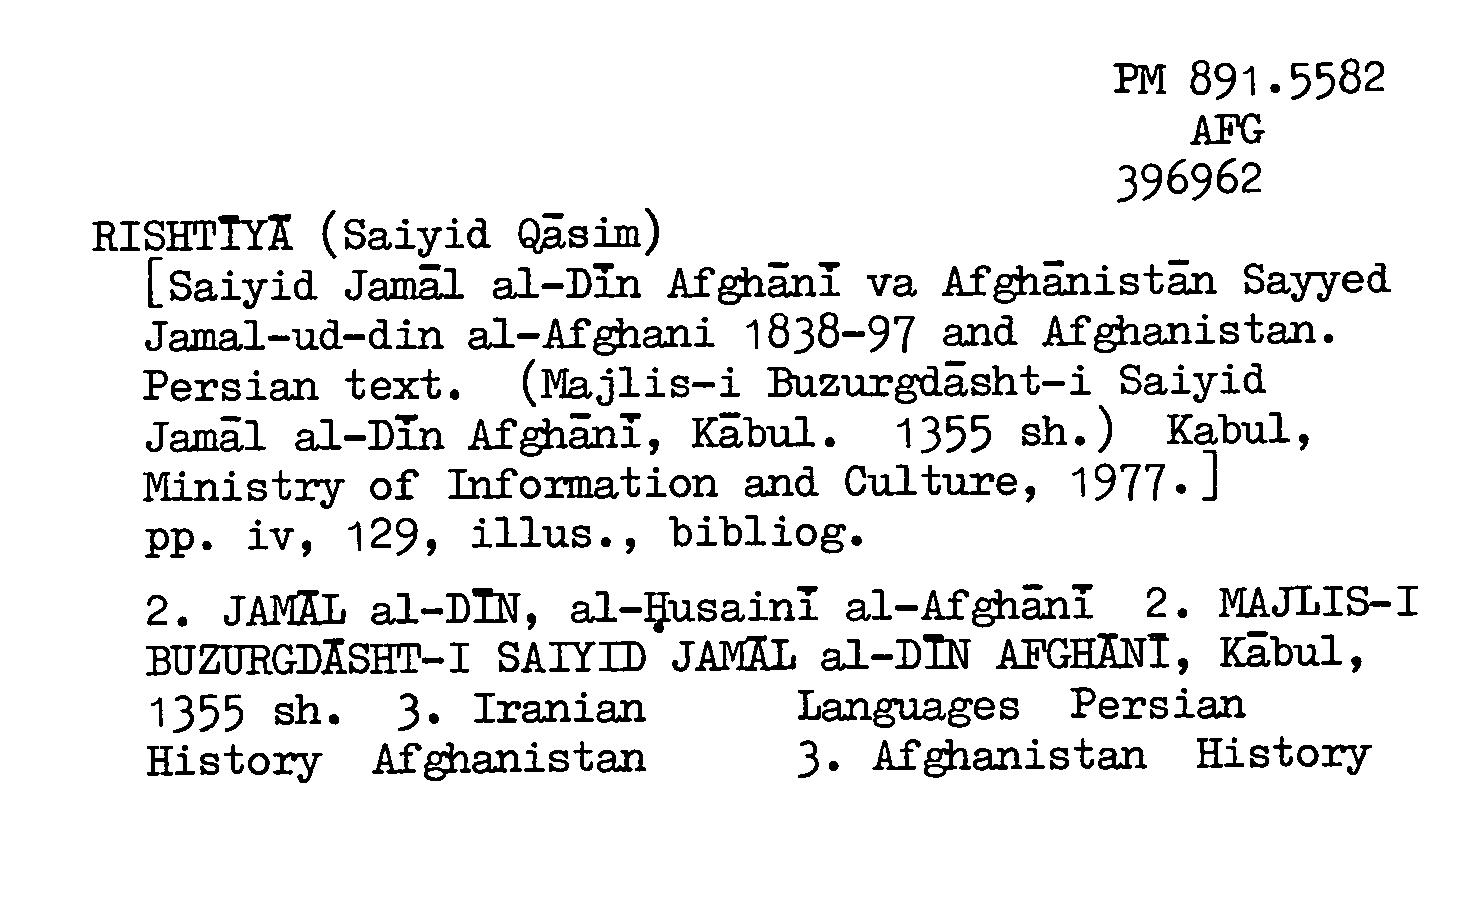 PM 891.5582
AFG
396962
RISHTĪYĀ (Saiyid Qāsim)
[Saiyid Jamāl al-Dīn Afghānī va Afghānistān Sayyed
Jamal-ud-din al-Afghani 1838-97 and Afghanistan.
Persian text. (Majlis-i Buzurgdāsht-i Saiyid
Jamāl al-Dīn Afghānī, Kābul. 1355 sh.) Kabul,
Ministry of Information and Culture, 1977.]
pp. iv, 129, illus., bibliog.
2. JAMĀL al-DĪN, al-Ḥusainī al-Afghānī 2. MAJLIS-I
BUZURGDĀSHT-I SAIYID JAMĀL al-DĪN AFGHĀNĪ, Kābul,
1355 sh. 3. Iranian Languages Persian
History Afghanistan 3. Afghanistan History